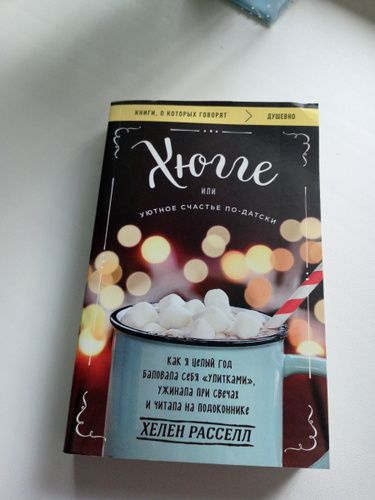 КНИГИ, О КОТОРЫХ ГОВОРЯТ > ДУШЕВНО
Хюгге
ИЛИ
УЮТНОЕ СЧАСТЬЕ ПО-ДАТСКИ
КАК Я ЦЕЛЫЙ ГОД
БАЛОВАЛА СЕБЯ «УЛИТКАМИ»,
УЖИНАЛА ПРИ СВЕЧАХ
И ЧИТАЛА НА ПОДОКОННИКЕ
ХЕЛЕН РАССЕЛЛ